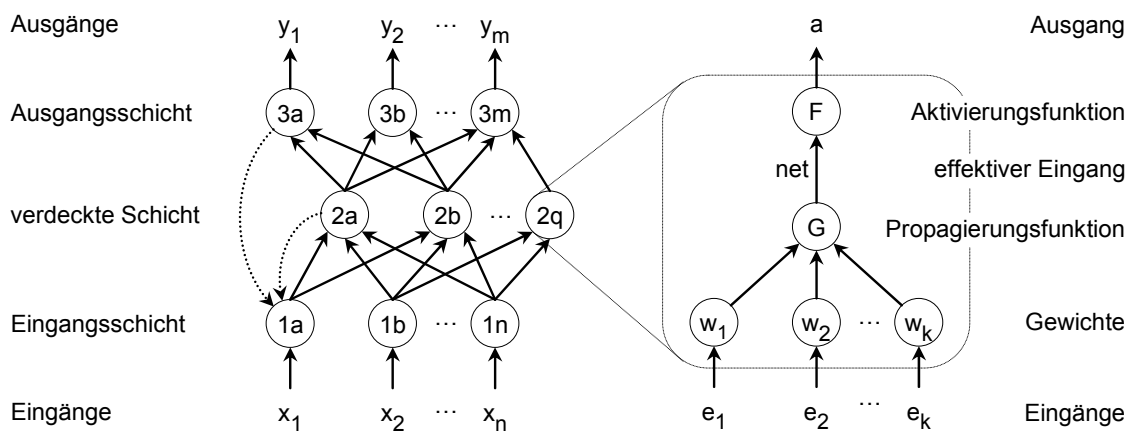 Ausgänge y1 y2 ... ym a Ausgang
Ausgangsschicht 3a 3b ... 3m F Aktivierungsfunktion
net effektiver Eingang
verdeckte Schicht 2a 2b ... 2q G Propagierungsfunktion
Eingangsschicht 1a 1b ... 1n w1 w2 ... wk Gewichte
Eingänge x1 x2 ... xn e1 e2 ... ek Eingänge